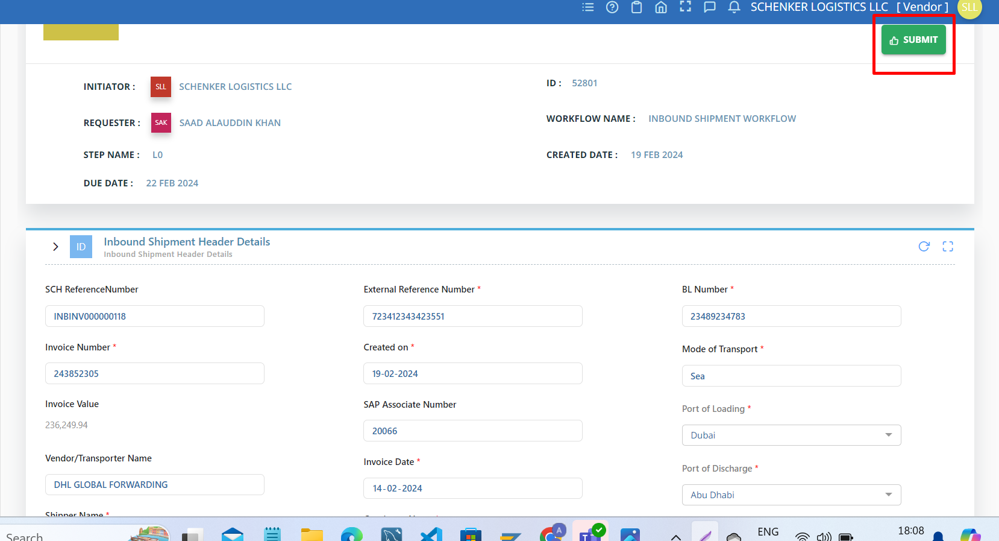 SCHENKER LOGISTICS LLC [ Vendor ] SLL
SUBMIT
INITIATOR : SLL SCHENKER LOGISTICS LLC
ID : 52801
REQUESTER : SAK SAAD ALAUDDIN KHAN
WORKFLOW NAME : INBOUND SHIPMENT WORKFLOW
STEP NAME : L0
CREATED DATE : 19 FEB 2024
DUE DATE : 22 FEB 2024
ID Inbound Shipment Header Details
Inbound Shipment Header Details
SCH ReferenceNumber
INBINV000000118
External Reference Number *
723412343423551
BL Number *
23489234783
Invoice Number *
243852305
Created on *
19-02-2024
Mode of Transport *
Sea
Invoice Value
236,249.94
SAP Associate Number
20066
Port of Loading *
Dubai
Vendor/Transporter Name
DHL GLOBAL FORWARDING
Invoice Date *
14-02-2024
Port of Discharge *
Abu Dhabi
Shipper Name *
Search
A
T
ENG
18:08